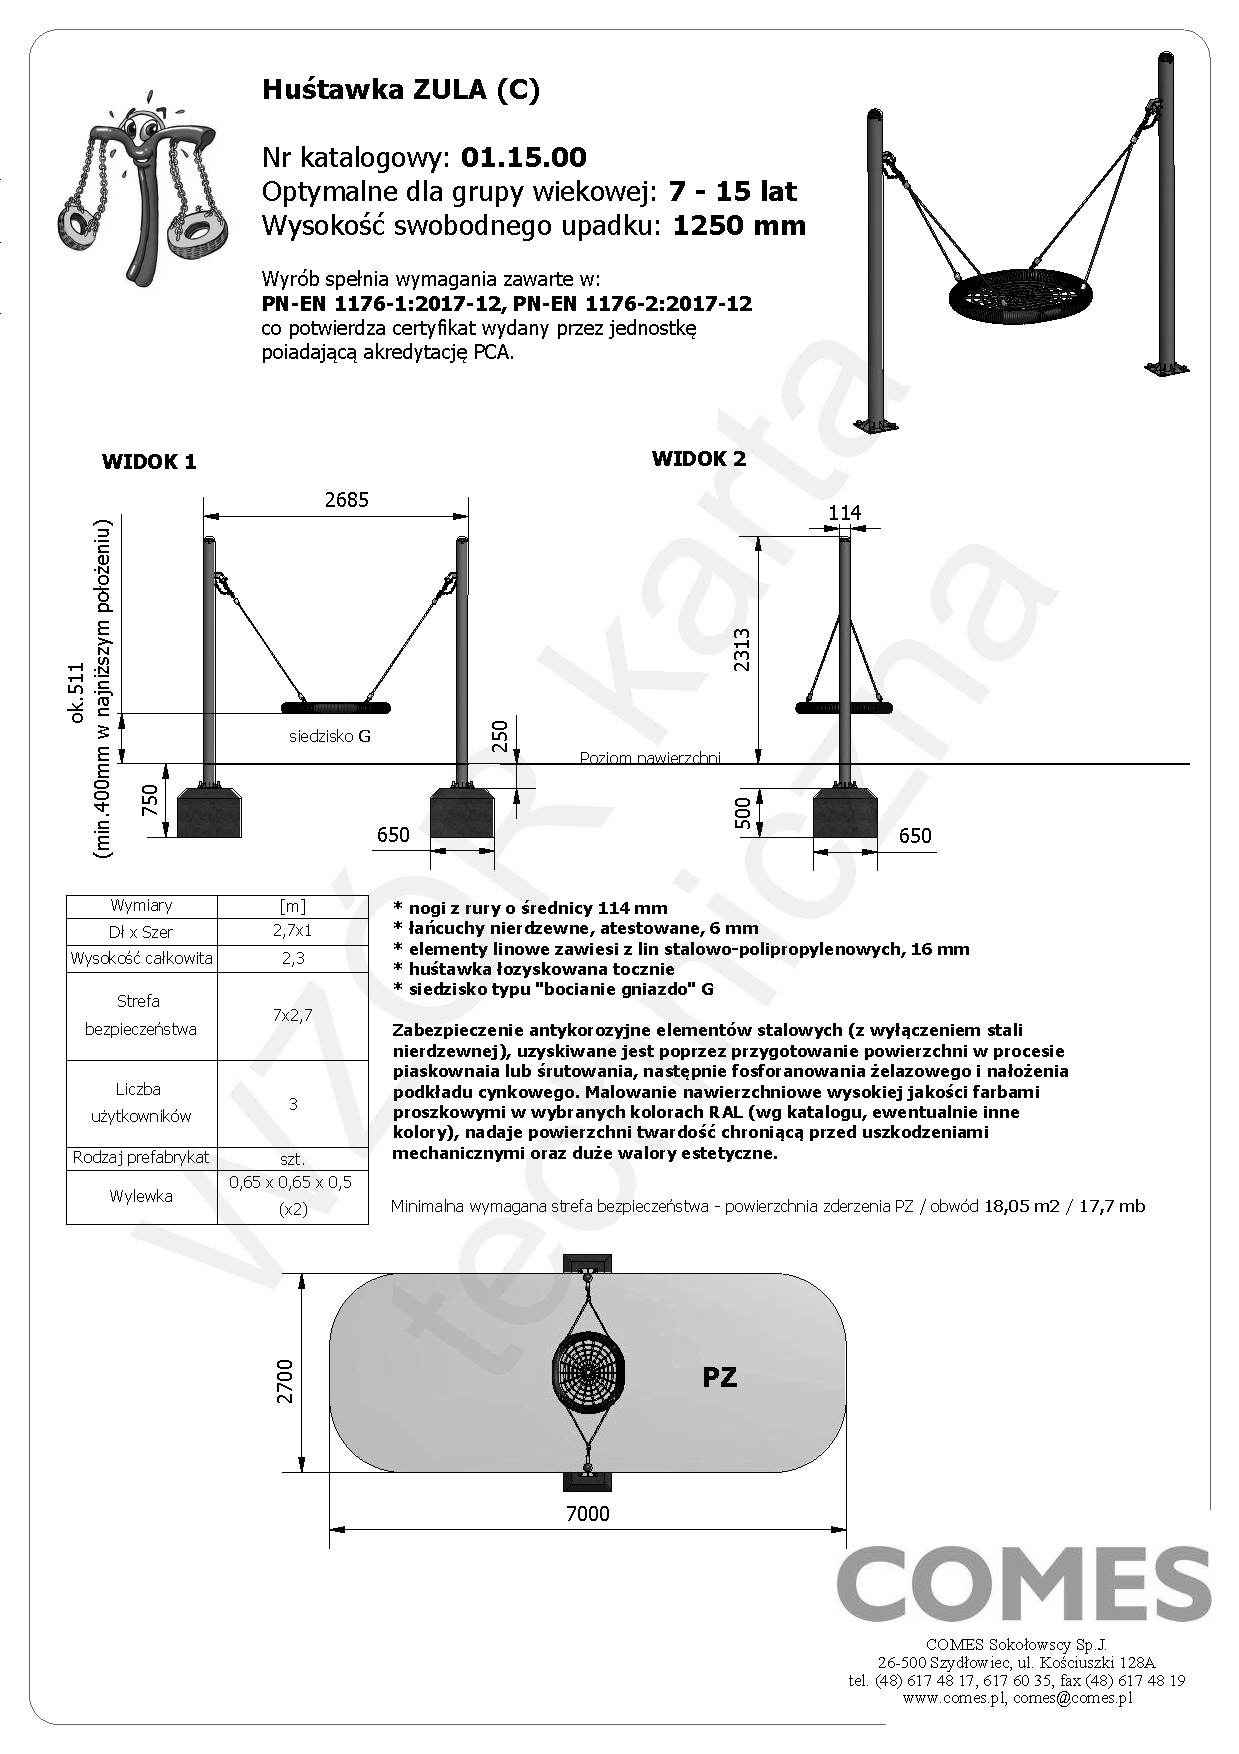 Huśtawka ZULA (C)
Nr katalogowy: 01.15.00
Optymalne dla grupy wiekowej: 7 - 15 lat
Wysokość swobodnego upadku: 1250 mm
Wyrób spełnia wymagania zawarte w:
PN-EN 1176-1:2017-12, PN-EN 1176-2:2017-12
co potwierdza certyfikat wydany przez jednostkę
poiadającą akredytację PCA.
WIDOK 1
2685
ok.511
(min.400mm w najniższym położeniu)
siedzisko G
750
250
650
WIDOK 2
114
2313
Poziom nawierzchni
500
650
Wymiary [m]
Dł x Szer 2,7x1
Wysokość całkowita 2,3
Strefa
bezpieczeństwa 7x2,7
Liczba
użytkowników 3
Rodzaj prefabrykat szt.
Wylewka 0,65 x 0,65 x 0,5
(x2)
* nogi z rury o średnicy 114 mm
* łańcuchy nierdzewne, atestowane, 6 mm
* elementy linowe zawiesi z lin stalowo-polipropylenowych, 16 mm
* huśtawka łozyskowana tocznie
* siedzisko typu "bocianie gniazdo" G
Zabezpieczenie antykorozyjne elementów stalowych (z wyłączeniem stali
nierdzewnej), uzyskiwane jest poprzez przygotowanie powierzchni w procesie
piaskownaia lub śrutowania, następnie fosforanowania żelazowego i nałożenia
podkładu cynkowego. Malowanie nawierzchniowe wysokiej jakości farbami
proszkowymi w wybranych kolorach RAL (wg katalogu, ewentualnie inne
kolory), nadaje powierzchni twardość chroniącą przed uszkodzeniami
mechanicznymi oraz duże walory estetyczne.
Minimalna wymagana strefa bezpieczeństwa - powierzchnia zderzenia PZ / obwód 18,05 m2 / 17,7 mb
2700
PZ
7000
WZÓR karta
techniczna
COMES
COMES Sokołowscy Sp.J.
26-500 Szydłowiec, ul. Kościuszki 128A
tel. (48) 617 48 17, 617 60 35, fax (48) 617 48 19
www.comes.pl, comes@comes.pl